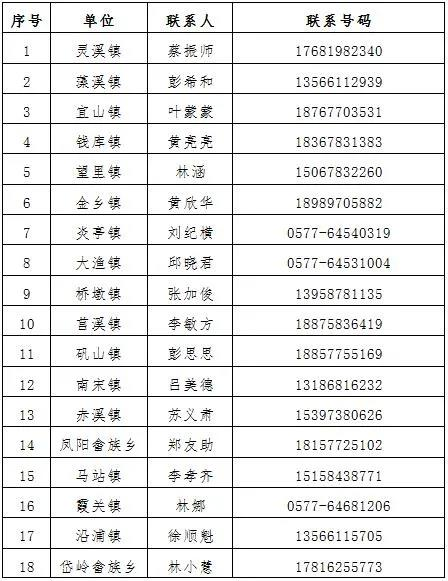 序号 单位 联系人 联系号码
1 灵溪镇 蔡振师 17681982340
2 藻溪镇 彭希和 13566112939
3 宜山镇 叶蒙蒙 18767703531
4 钱库镇 黄亮亮 18367831383
5 望里镇 林涵 15067832260
6 金乡镇 黄欣华 18989705882
7 炎亭镇 刘纪横 0577-64540319
8 大渔镇 邱晓君 0577-64531004
9 桥墩镇 张加俊 13958781135
10 莒溪镇 李敏方 18875836419
11 矾山镇 彭思思 18857755169
12 南宋镇 吕美德 13186816232
13 赤溪镇 苏义肃 15397380626
14 凤阳畲族乡 郑友助 18157725102
15 马站镇 李孝齐 15158438771
16 霞关镇 林娜 0577-64681206
17 沿浦镇 徐顺魁 13566115705
18 岱岭畲族乡 林小慧 17816255773